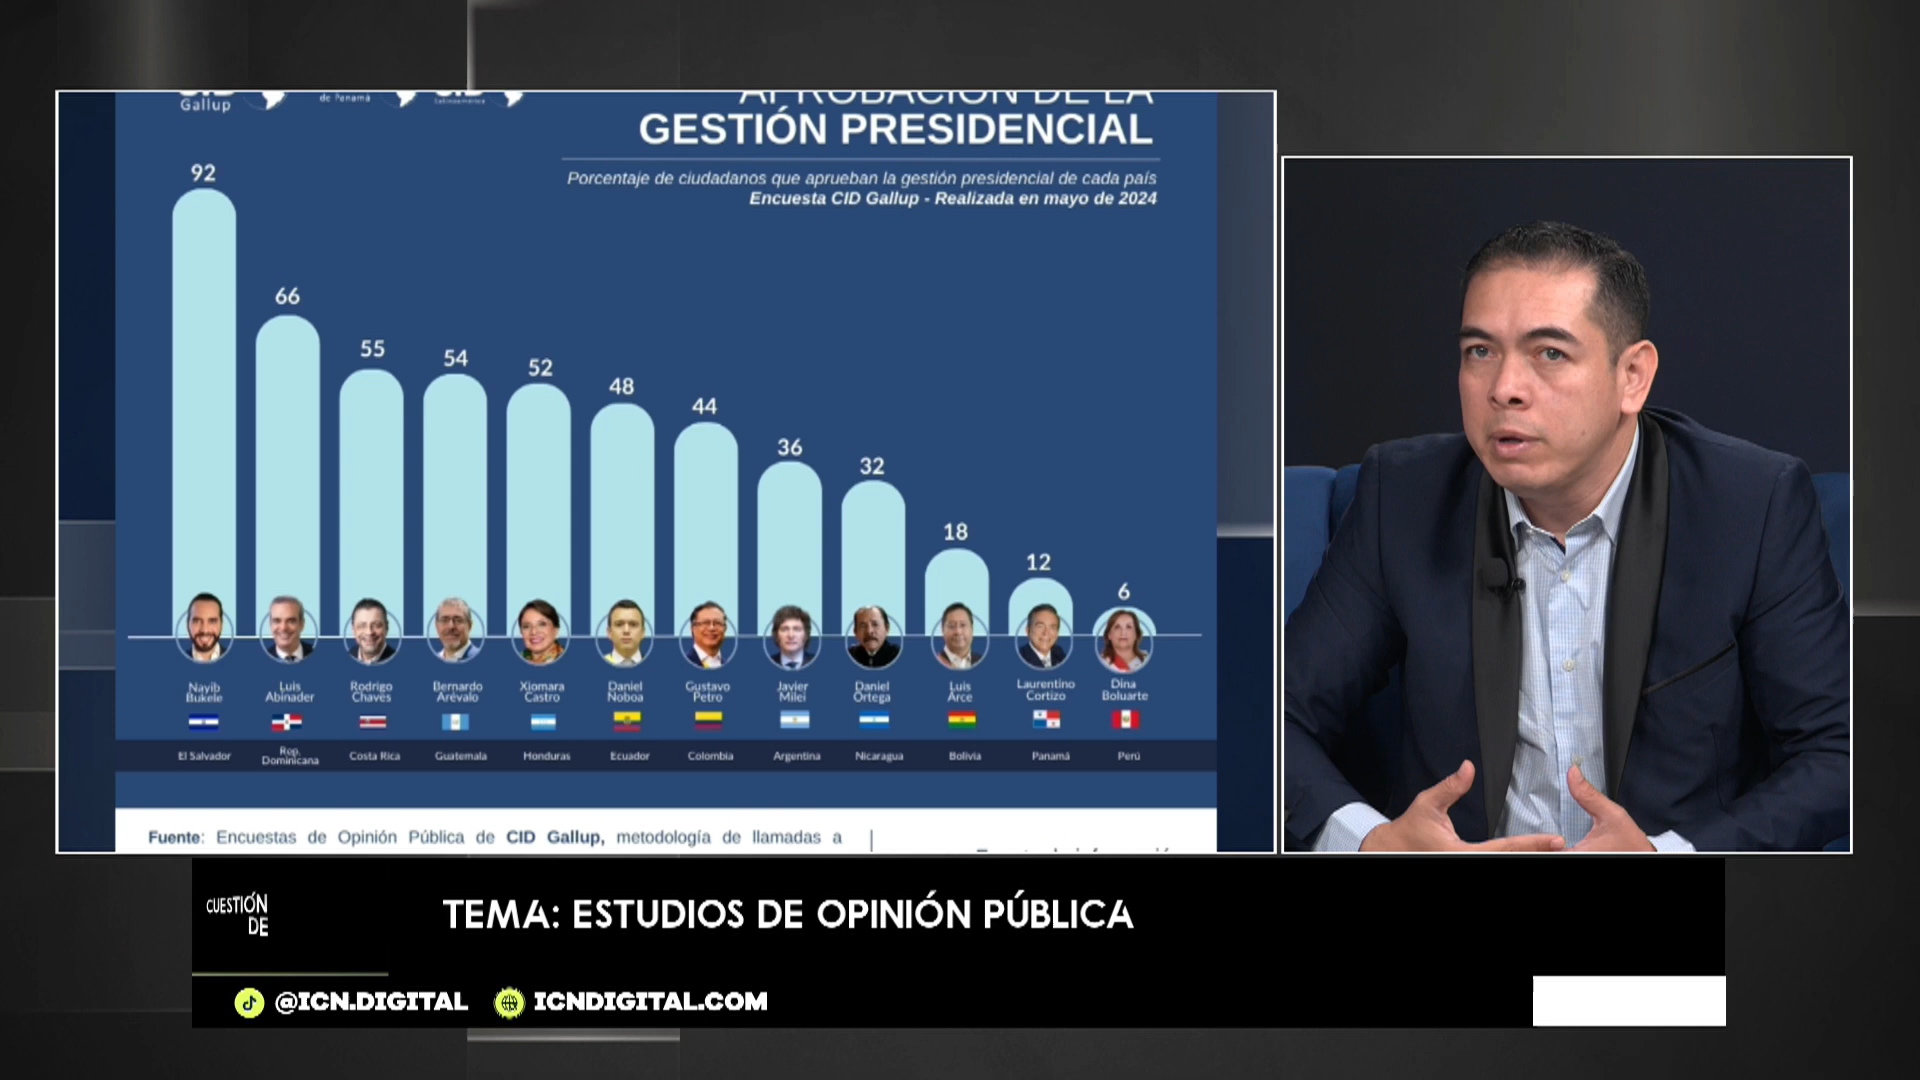 Gallup
de Panamá
APROBACIÓN DE LA
GESTIÓN PRESIDENCIAL
Porcentaje de ciudadanos que aprueban la gestión presidencial de cada país
Encuesta CID Gallup - Realizada en mayo de 2024
92
66
55
54
52
48
44
36
32
18
12
6
Nayib
Bukele
Luis
Abinader
Rodrigo
Chaves
Bernardo
Arévalo
Xiomara
Castro
Daniel
Noboa
Gustavo
Petro
Javier
Milei
Daniel
Ortega
Luis
Arce
Laurentino
Cortizo
Dina
Boluarte
El Salvador
Rep.
Dominicana
Costa Rica
Guatemala
Honduras
Ecuador
Colombia
Argentina
Nicaragua
Bolivia
Panamá
Perú
Fuente: Encuestas de Opinión Pública de CID Gallup, metodología de llamadas a
CUESTIÓN
DE
TEMA: ESTUDIOS DE OPINIÓN PÚBLICA
@ICN.DIGITAL
ICNDIGITAL.COM